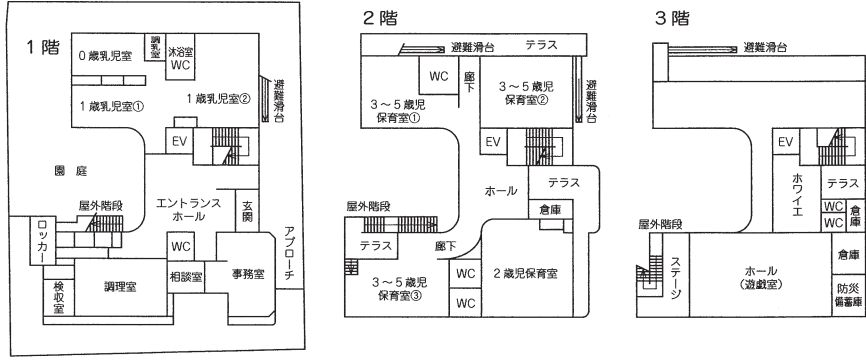 1階
0歳乳児室
調乳室
沐浴室
WC
1歳乳児室①
1歳乳児室②
避難滑台
EV
園庭
エントランス
ホール
玄関
屋外階段
ロッカー
WC
アプローチ
検収室
調理室
相談室
事務室
2階
避難滑台
テラス
WC
廊下
3～5歳児
保育室①
3～5歳児
保育室②
避難滑台
EV
ホール
テラス
倉庫
屋外階段
テラス
廊下
3～5歳児
保育室③
WC
WC
2歳児保育室
3階
避難滑台
EV
ホワイエ
テラス
WC
WC
倉庫
屋外階段
ステージ
ホール
(遊戯室)
倉庫
防災
備蓄庫